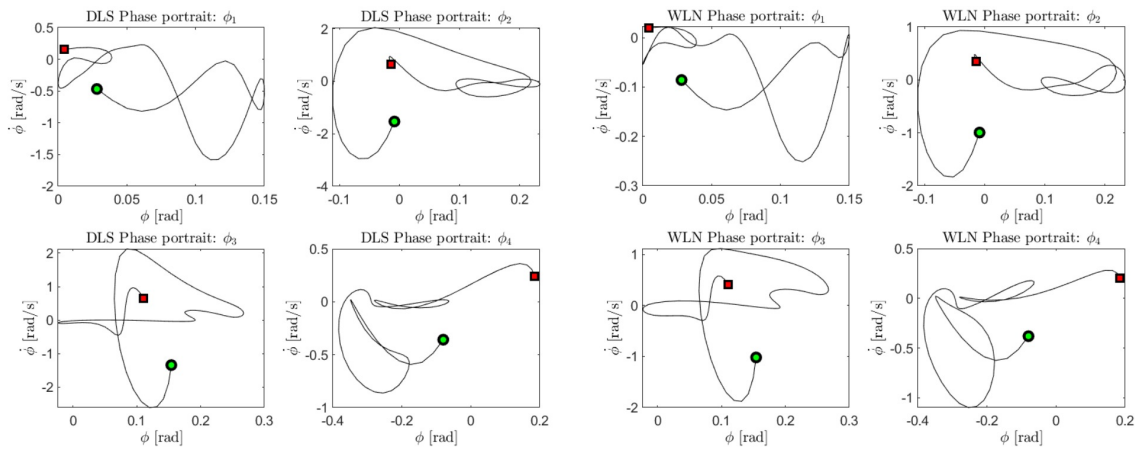 DLS Phase portrait: ϕ₁
0.5
0
-0.5
-1
-1.5
-2
0
0.05
0.1
0.15
ϕ̇ [rad/s]
ϕ [rad]
DLS Phase portrait: ϕ₂
2
0
-2
-4
-0.1
0
0.1
0.2
ϕ̇ [rad/s]
ϕ [rad]
WLN Phase portrait: ϕ₁
0
-0.1
-0.2
-0.3
0
0.05
0.1
0.15
ϕ̇ [rad/s]
ϕ [rad]
WLN Phase portrait: ϕ₂
1
0
-1
-2
-0.1
0
0.1
0.2
ϕ̇ [rad/s]
ϕ [rad]
DLS Phase portrait: ϕ₃
2
1
0
-1
-2
0
0.1
0.2
0.3
ϕ̇ [rad/s]
ϕ [rad]
DLS Phase portrait: ϕ₄
0.5
0
-0.5
-1
-0.4
-0.2
0
0.2
ϕ̇ [rad/s]
ϕ [rad]
WLN Phase portrait: ϕ₃
1
0
-1
-2
0
0.1
0.2
0.3
ϕ̇ [rad/s]
ϕ [rad]
WLN Phase portrait: ϕ₄
0.5
0
-0.5
-1
-0.4
-0.2
0
0.2
ϕ̇ [rad/s]
ϕ [rad]